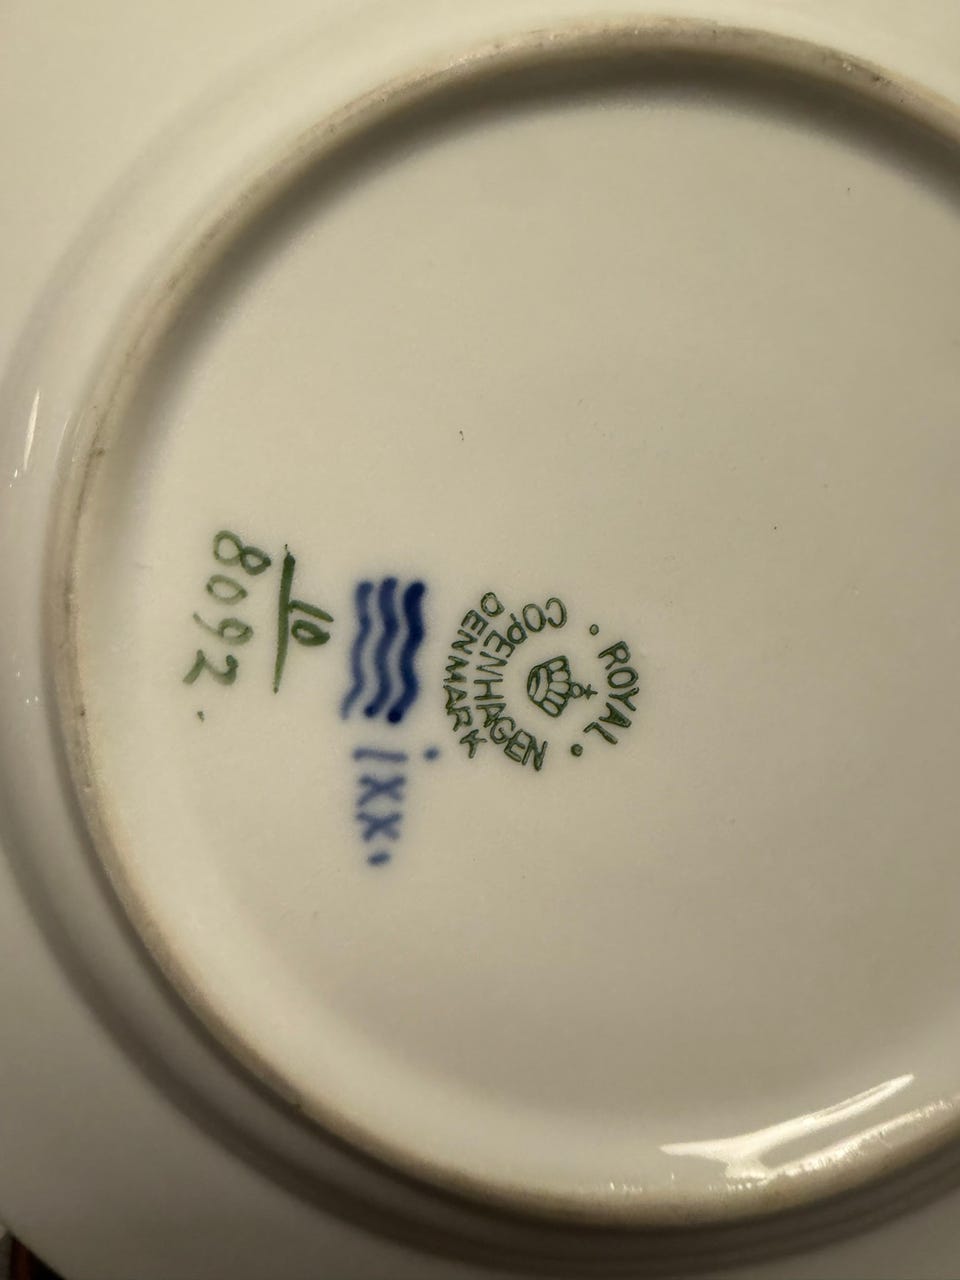 ROYAL
COPENHAGEN
DENMARK
ixx.
10
8092.